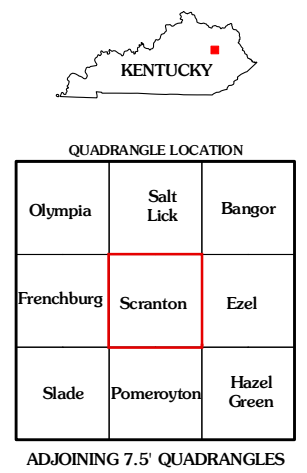 KENTUCKY
QUADRANGLE LOCATION
Olympia
Salt
Lick
Bangor
Frenchburg
Scranton
Ezel
Slade
Pomeroyton
Hazel
Green
ADJOINING 7.5' QUADRANGLES